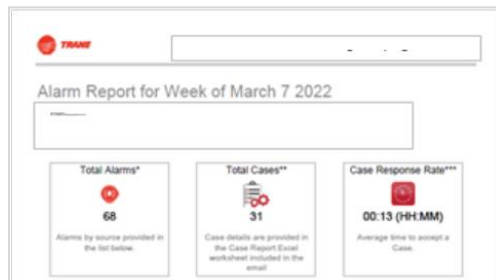 TRANE
Alarm Report for Week of March 7 2022
Total Alarms*
68
Alarms by source provided in
the list below.
Total Cases**
31
Case details are provided in
the Case Report Excel
worksheet included in the
email
Case Response Rate***
00:13 (HH:MM)
Average time to accept a
Case.